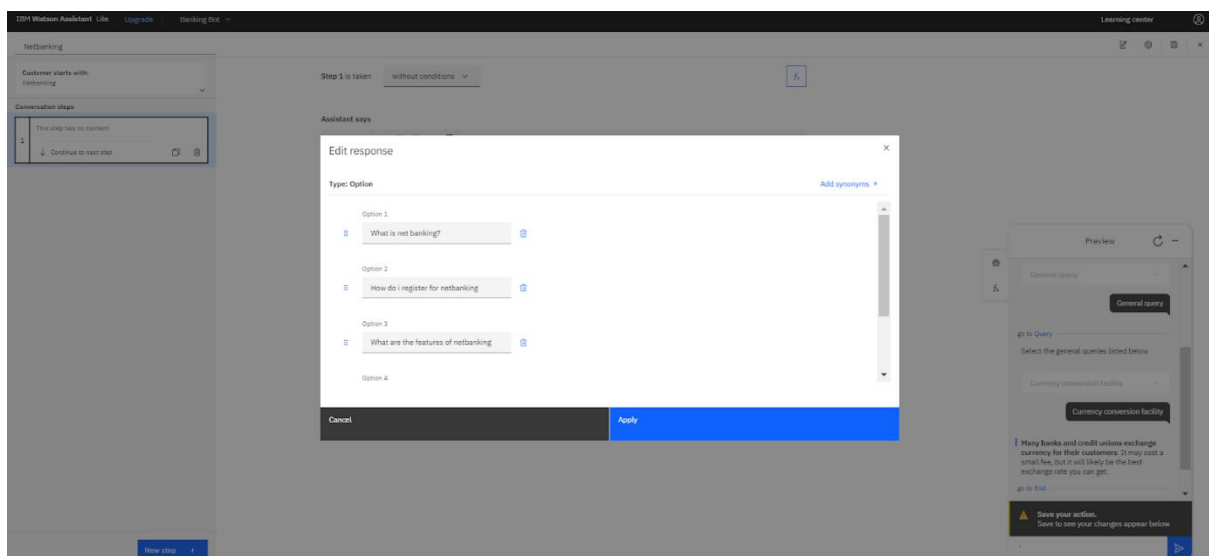 IBM Watson Assistant Lite Upgrade Banking Bot Learning center
Netbanking
Customer starts with:
Netbanking
Conversation steps
1
This step has no content
Continue to next step
New step +
Step 1 is taken without conditions
fx
Assistant says
Edit response
Type: Option
Add synonyms +
Option 1
What is net banking?
Option 2
How do i register for netbanking
Option 3
What are the features of netbanking
Option 4
Cancel
Apply
Preview
General query
General query
go to Query
Select the general queries listed below
Currency conversion facility
Currency conversion facility
Many banks and credit unions exchange
currency for their customers. It may cost a
small fee, but it will likely be the best
exchange rate you can get.
go to End
Save your action.
Save to see your changes appear below